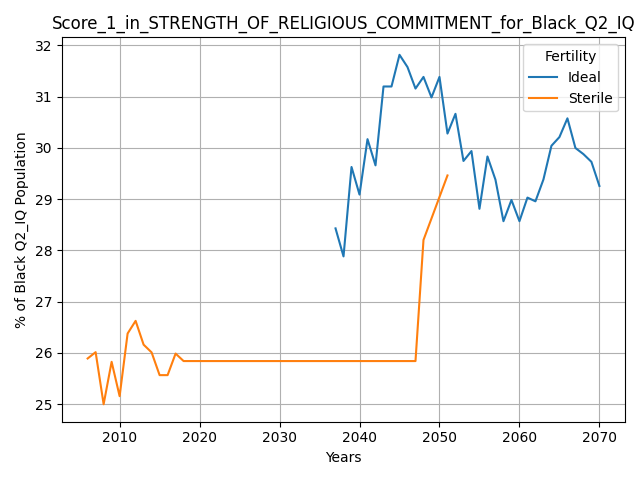 Score_1_in_STRENGTH_OF_RELIGIOUS_COMMITMENT_for_Black_Q2_IQ
Fertility
Ideal
Sterile
% of Black Q2_IQ Population
32
31
30
29
28
27
26
25
2010 2020 2030 2040 2050 2060 2070
Years